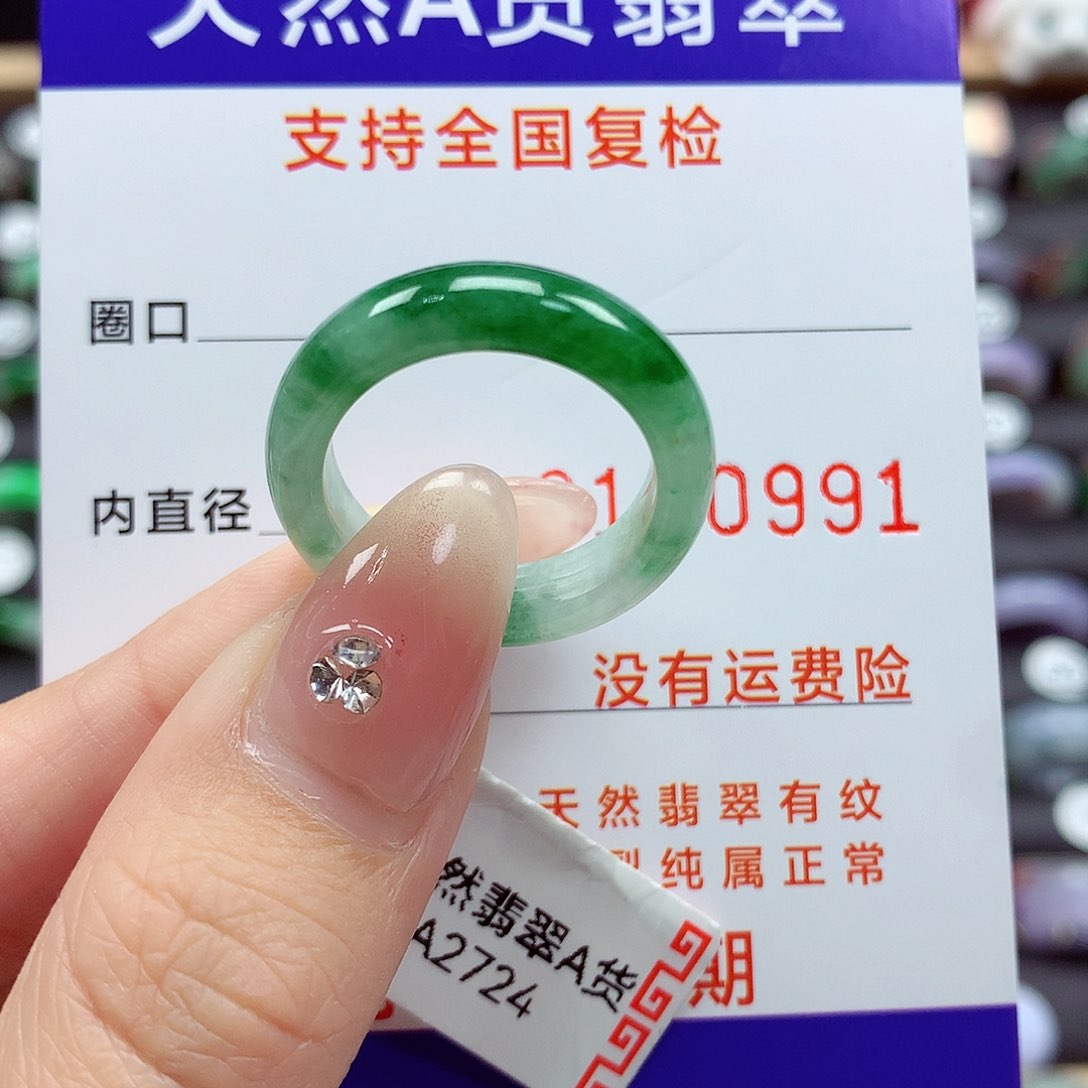 天然A货翡翠
支持全国复检
圈口
内直径
0991
没有运费险
天然翡翠有纹
纯属正常
期
然翡翠A货
A2724